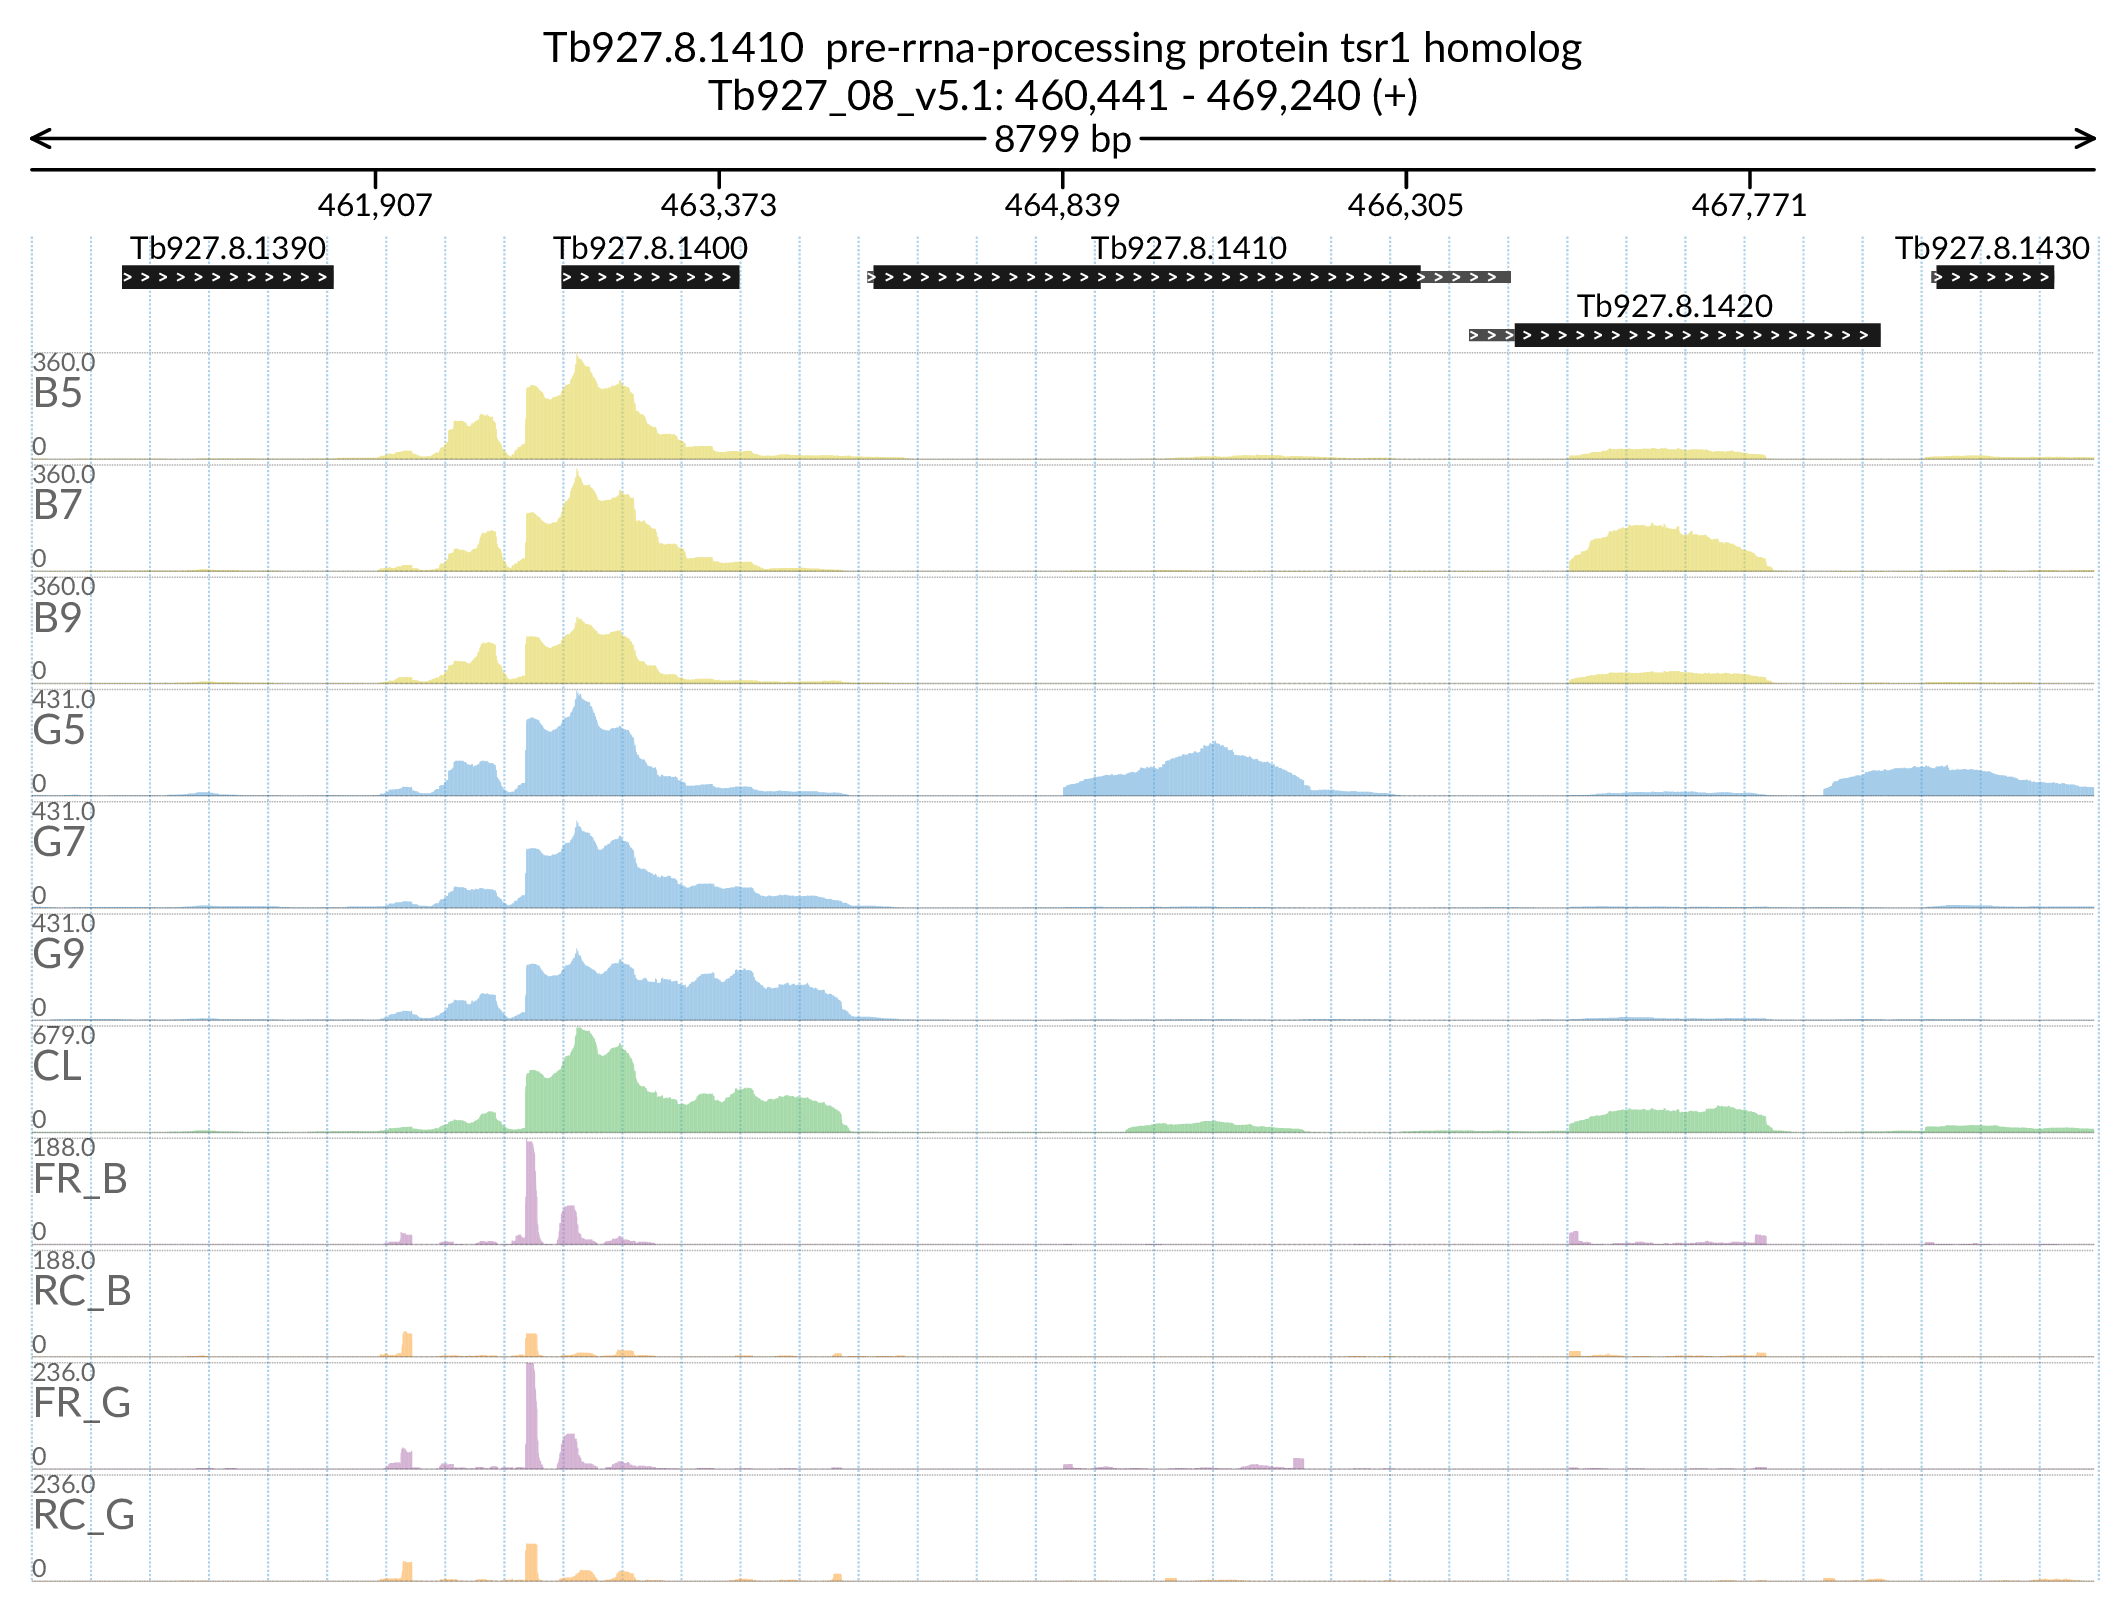 Tb927.8.1410  pre-rrna-processing protein tsr1 homolog
Tb927_08_v5.1: 460,441 - 469,240 (+)
8799 bp
461,907 463,373 464,839 466,305 467,771
Tb927.8.1390 Tb927.8.1400 Tb927.8.1410 Tb927.8.1430
Tb927.8.1420
360.0
B5
0
360.0
B7
0
360.0
B9
0
431.0
G5
0
431.0
G7
0
431.0
G9
0
679.0
CL
0
188.0
FR_B
0
188.0
RC_B
0
236.0
FR_G
0
236.0
RC_G
0